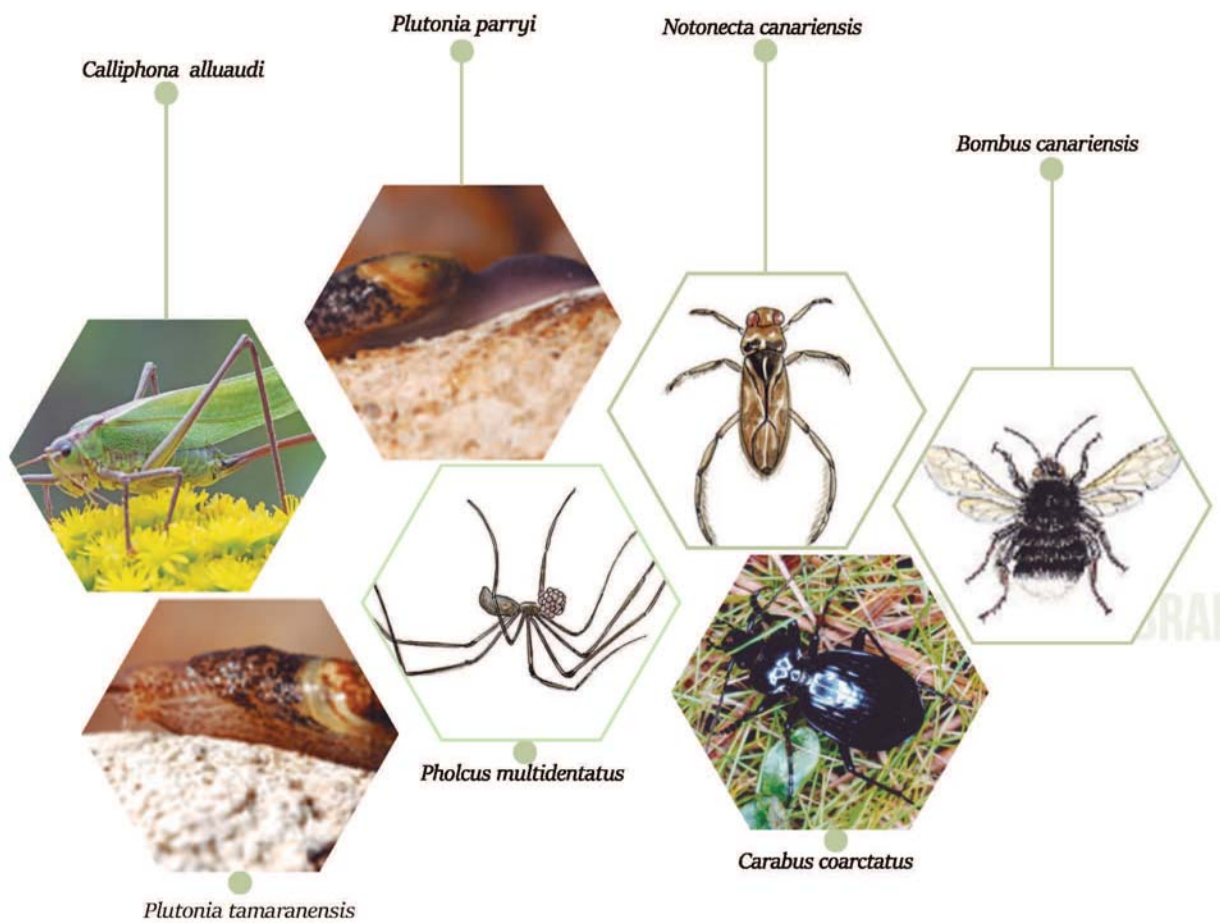 Plutonia parryi
Notonecta canariensis
Calliphona alluaudi
Bombus canariensis
Pholcus multidentatus
Carabus coarctatus
Plutonia tamaranensis